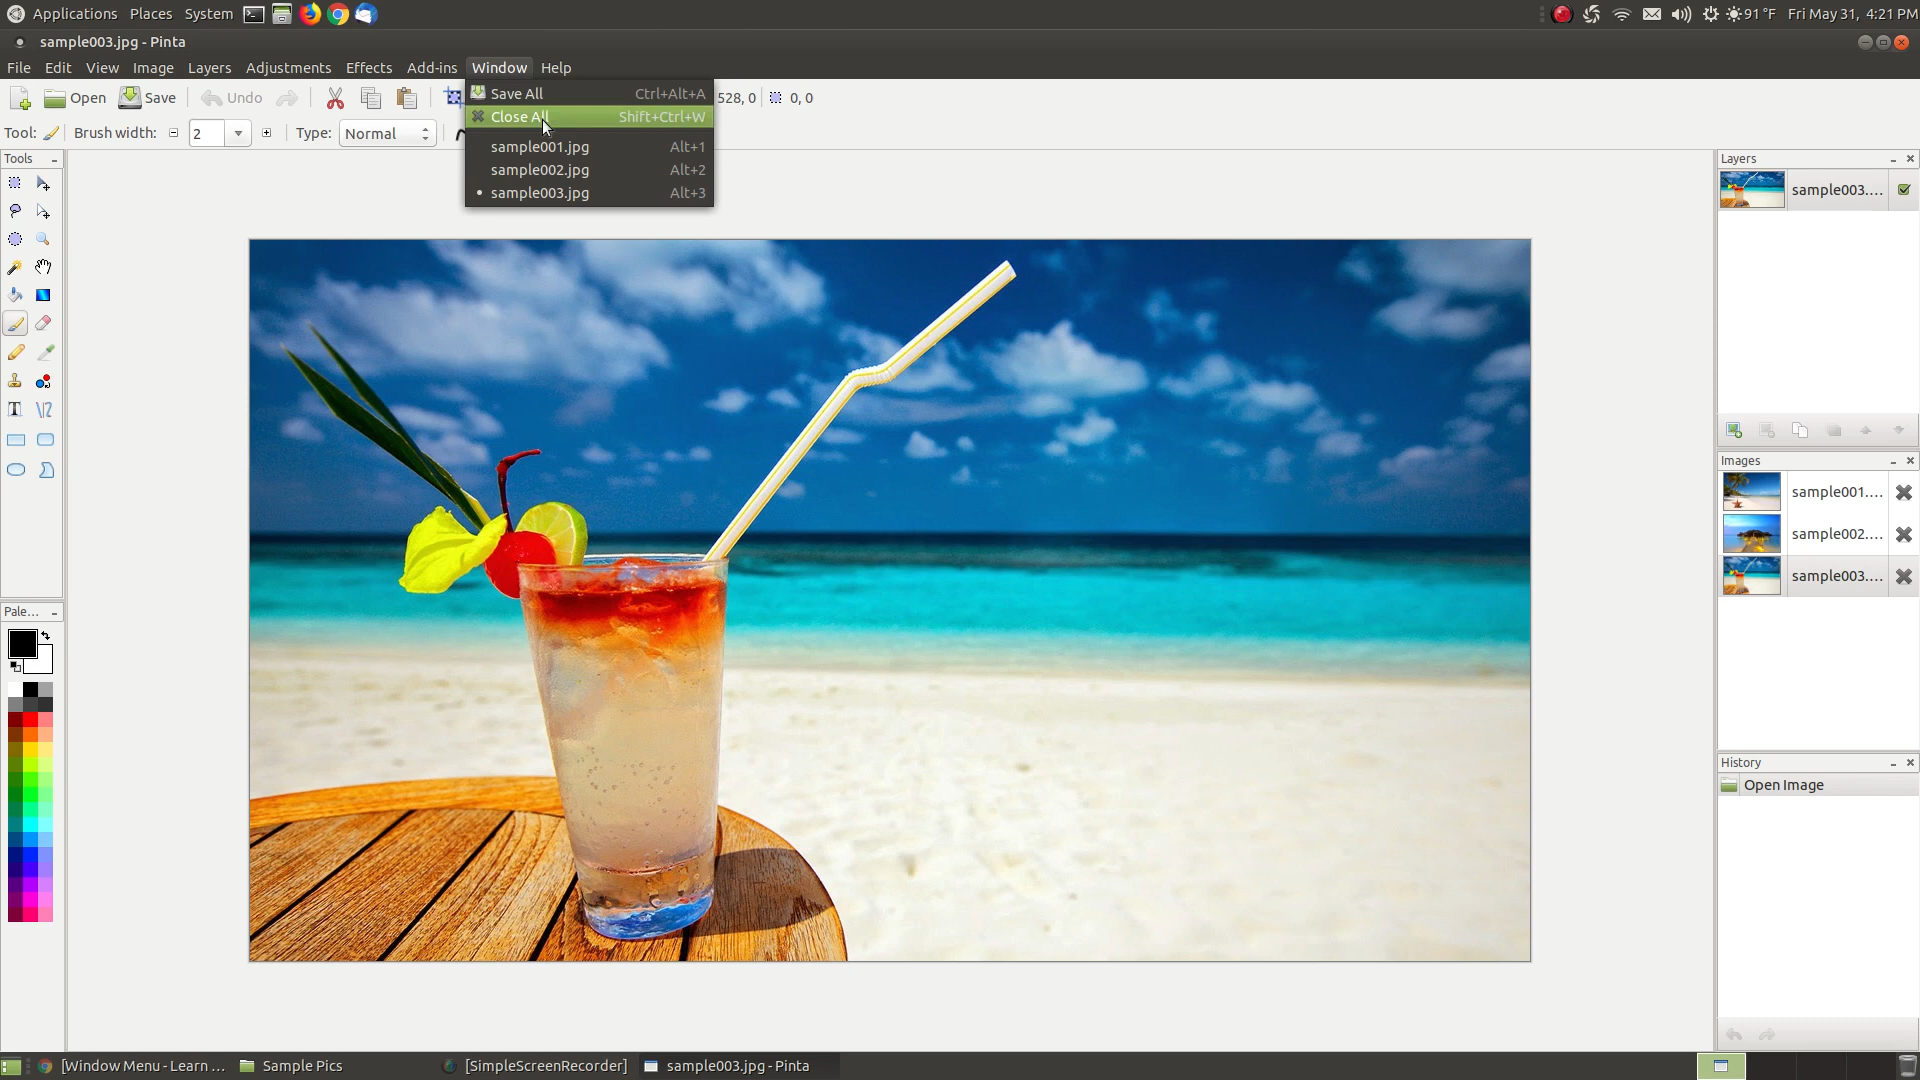 Applications Places System 91 °F Fri May 31, 4:21 PM
sample003.jpg - Pinta
File Edit View Image Layers Adjustments Effects Add-ins Window Help
Open Save Undo 528, 0 0, 0
Save All Ctrl+Alt+A
Close All Shift+Ctrl+W
sample001.jpg Alt+1
sample002.jpg Alt+2
• sample003.jpg Alt+3
Tool: Brush width: 2 Type: Normal
Tools
Layers
sample003....
Images
sample001....
sample002....
sample003....
Pale...
History
Open Image
[Window Menu - Learn ... Sample Pics [SimpleScreenRecorder] sample003.jpg - Pinta